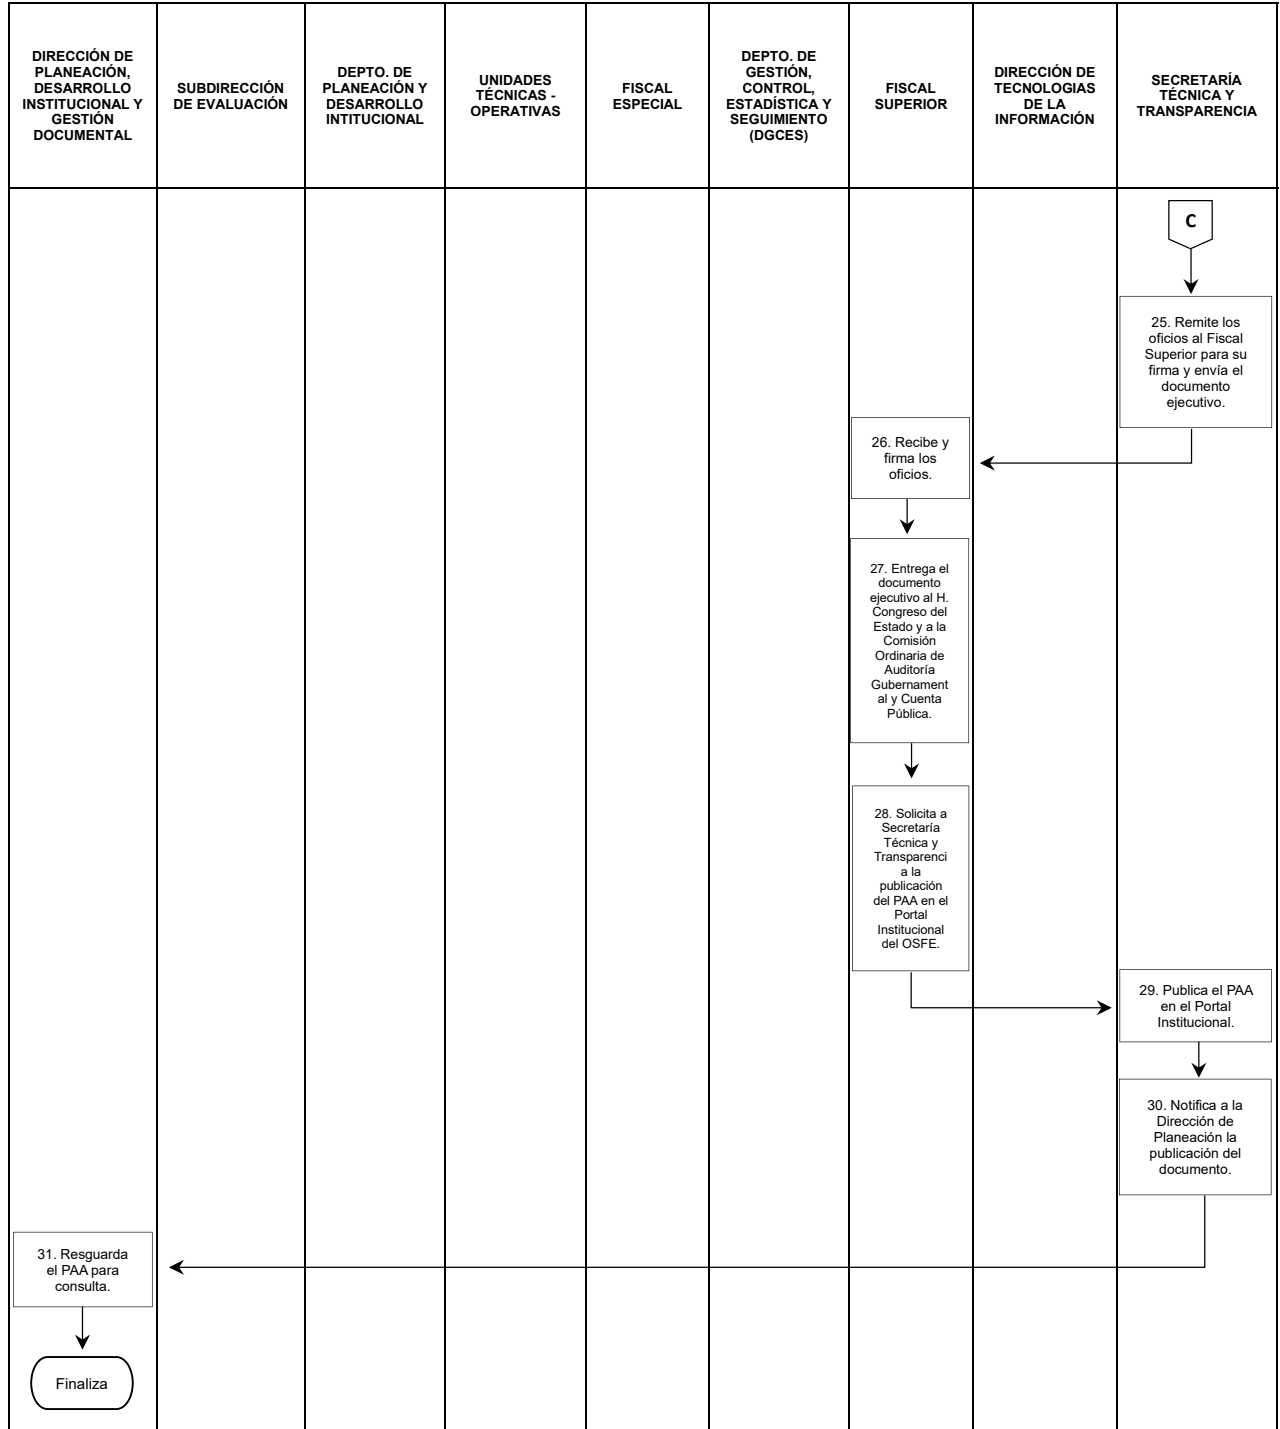 DIRECCIÓN DE
PLANEACIÓN,
DESARROLLO
INSTITUCIONAL Y
GESTIÓN
DOCUMENTAL
SUBDIRECCIÓN
DE EVALUACIÓN
DEPTO. DE
PLANEACIÓN Y
DESARROLLO
INTITUCIONAL
UNIDADES
TÉCNICAS -
OPERATIVAS
FISCAL
ESPECIAL
DEPTO. DE
GESTIÓN,
CONTROL,
ESTADÍSTICA Y
SEGUIMIENTO
(DGCES)
FISCAL
SUPERIOR
DIRECCIÓN DE
TECNOLOGIAS
DE LA
INFORMACIÓN
SECRETARÍA
TÉCNICA Y
TRANSPARENCIA
C
25. Remite los
oficios al Fiscal
Superior para su
firma y envía el
documento
ejecutivo.
26. Recibe y
firma los
oficios.
27. Entrega el
documento
ejecutivo al H.
Congreso del
Estado y a la
Comisión
Ordinaria de
Auditoría
Gubernament
al y Cuenta
Pública.
28. Solicita a
Secretaría
Técnica y
Transparenci
a la
publicación
del PAA en el
Portal
Institucional
del OSFE.
29. Publica el PAA
en el Portal
Institucional.
30. Notifica a la
Dirección de
Planeación la
publicación del
documento.
31. Resguarda
el PAA para
consulta.
Finaliza